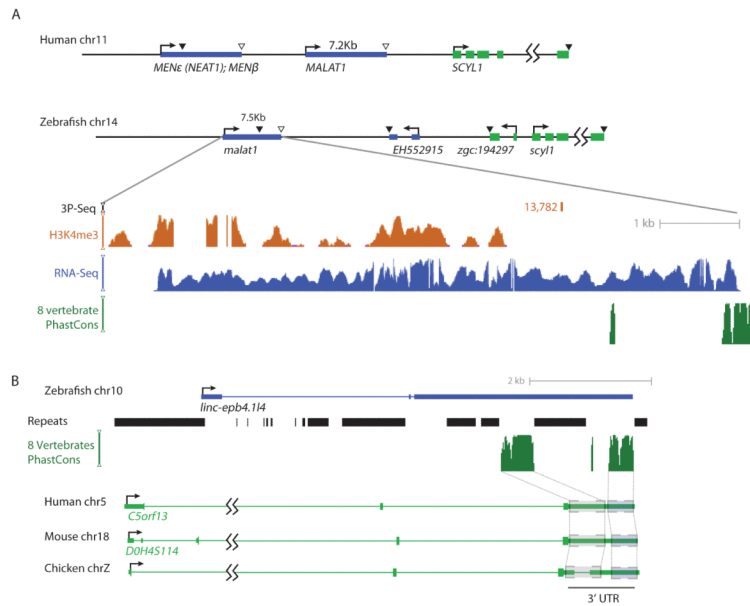 A
Human chr11
7.2Kb
MENε (NEAT1); MENβ
MALAT1
SCYL1
Zebrafish chr14
7.5Kb
malat1
EH552915
zgc:194297
scyl1
3P-Seq
13,782
1 kb
H3K4me3
RNA-Seq
8 vertebrate
PhastCons
B
Zebrafish chr10
2 kb
linc-epb4.1l4
Repeats
8 Vertebrates
PhastCons
Human chr5
C5orf13
Mouse chr18
D0H4S114
Chicken chrZ
3' UTR